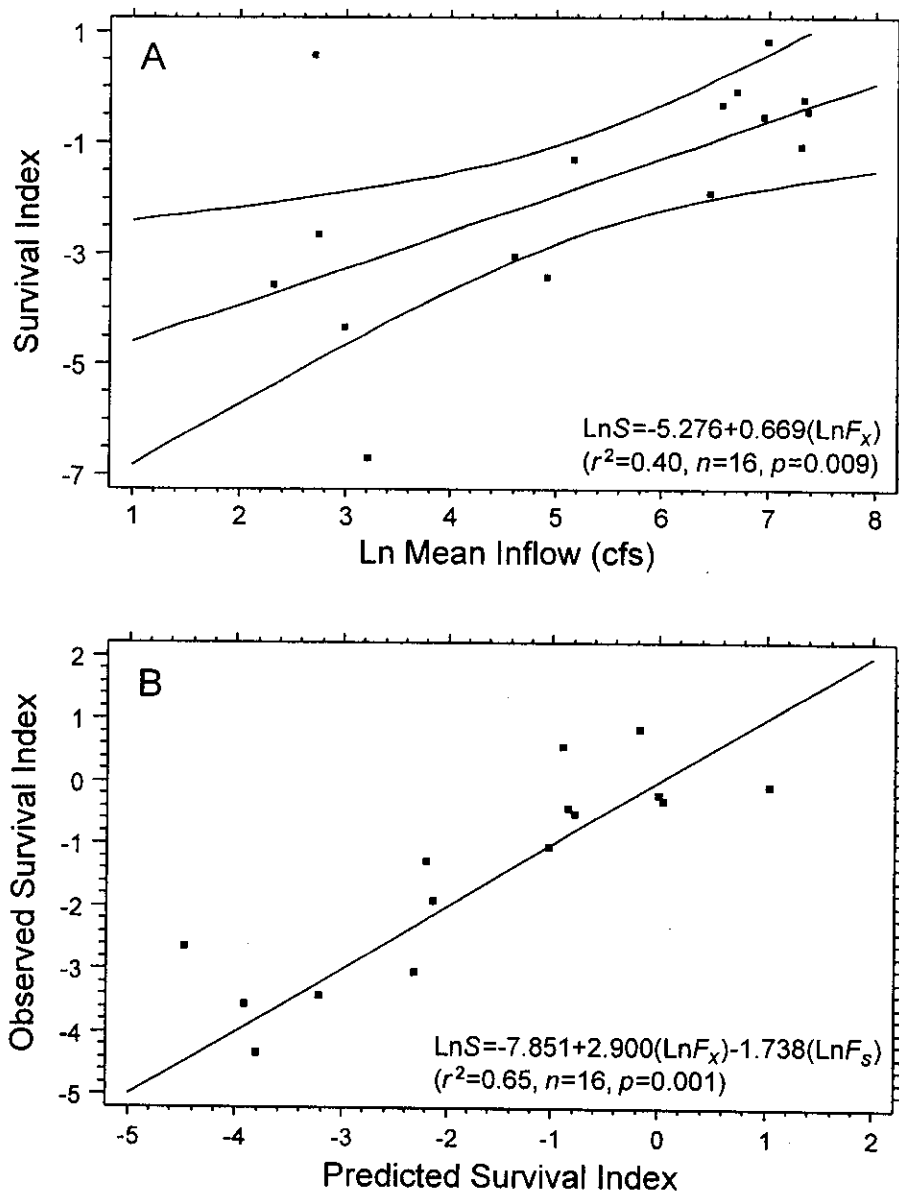 A
1
-1
-3
-5
-7
Survival Index
LnS=-5.276+0.669(LnFx)
(r²=0.40, n=16, p=0.009)
1 2 3 4 5 6 7 8
Ln Mean Inflow (cfs)
B
2
1
0
-1
-2
-3
-4
-5
Observed Survival Index
LnS=-7.851+2.900(LnFx)-1.738(LnFs)
(r²=0.65, n=16, p=0.001)
-5 -4 -3 -2 -1 0 1 2
Predicted Survival Index